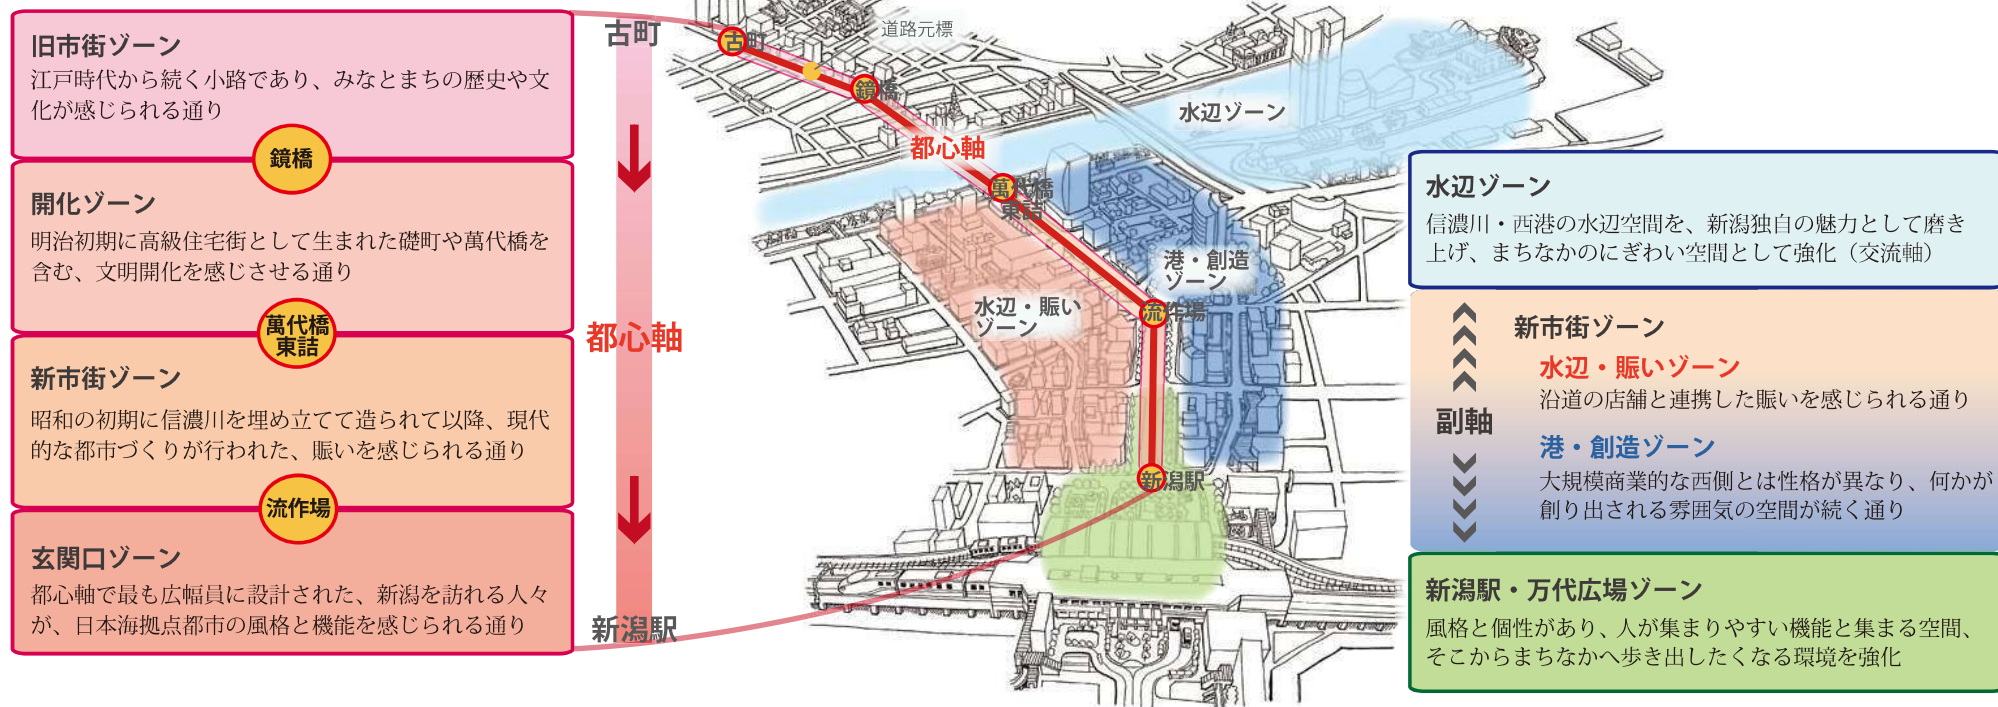 旧市街ゾーン
江戸時代から続く小路であり、みなとまちの歴史や文
化が感じられる通り
鏡橋
開化ゾーン
明治初期に高級住宅街として生まれた礎町や萬代橋を
含む、文明開化を感じさせる通り
萬代橋
東詰
新市街ゾーン
昭和の初期に信濃川を埋め立てて造られて以降、現代
的な都市づくりが行われた、賑いを感じられる通り
流作場
玄関口ゾーン
都心軸で最も広幅員に設計された、新潟を訪れる人々
が、日本海拠点都市の風格と機能を感じられる通り
古町
都心軸
新潟駅
古町
道路元標
鏡橋
水辺ゾーン
都心軸
萬代橋
東詰
港・創造
ゾーン
水辺・賑い
ゾーン
流作場
新潟駅
水辺ゾーン
信濃川・西港の水辺空間を、新潟独自の魅力として磨き
上げ、まちなかのにぎわい空間として強化（交流軸）
新市街ゾーン
水辺・賑いゾーン
沿道の店舗と連携した賑いを感じられる通り
副軸
港・創造ゾーン
大規模商業的な西側とは性格が異なり、何かが
創り出される雰囲気の空間が続く通り
新潟駅・万代広場ゾーン
風格と個性があり、人が集まりやすい機能と集まる空間、
そこからまちなかへ歩き出したくなる環境を強化